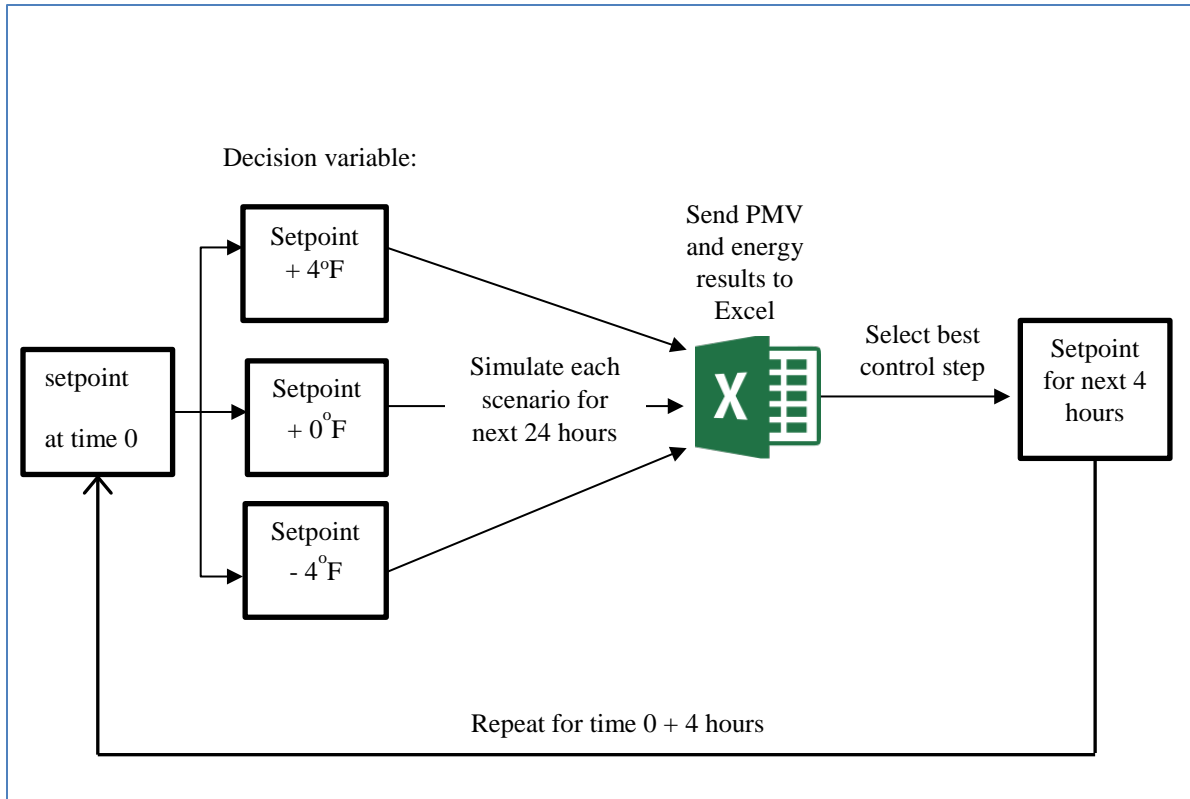 Decision variable:
Setpoint
+ 4°F
Send PMV
and energy
results to
Excel
setpoint
at time 0
Setpoint
+ 0°F
Simulate each
scenario for
next 24 hours
X
Select best
control step
Setpoint
for next 4
hours
Setpoint
- 4°F
Repeat for time 0 + 4 hours